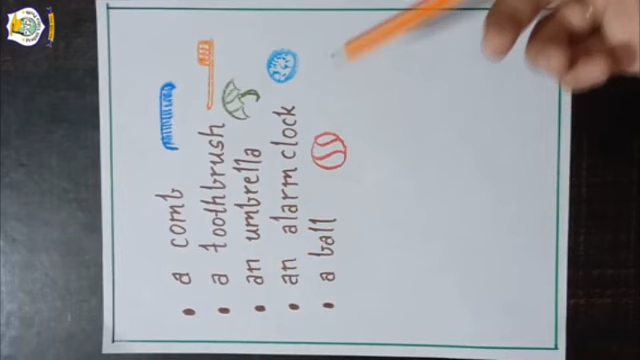 • a comb
• a toothbrush
• an umbrella
• an alarm clock
• a ball